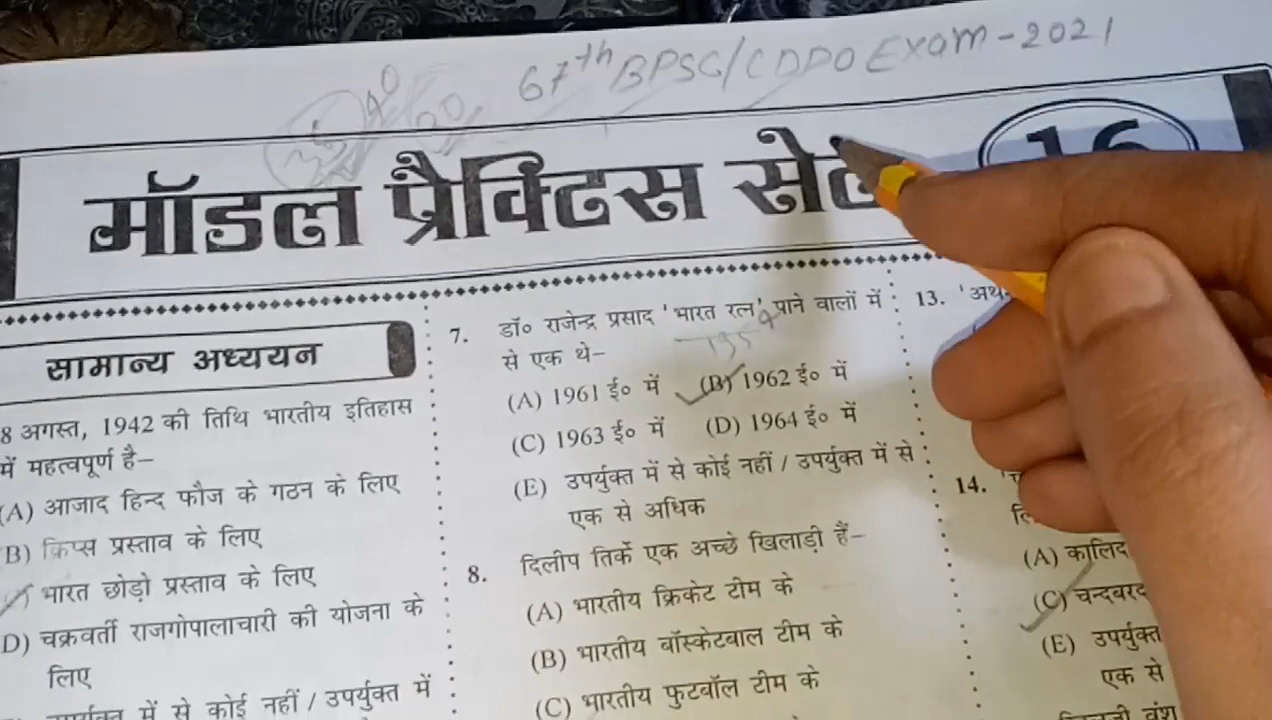 67th BPSC/CDPO Exam-2021
मॉडल प्रैक्टिस सेट 16
सामान्य अध्ययन
8 अगस्त, 1942 की तिथि भारतीय इतिहास
में महत्वपूर्ण है–
(A) आजाद हिन्द फौज के गठन के लिए
(B) क्रिप्स प्रस्ताव के लिए
भारत छोड़ो प्रस्ताव के लिए
(D) चक्रवर्ती राजगोपालाचारी की योजना के
लिए
में से कोई नहीं / उपर्युक्त में
7. डॉ० राजेन्द्र प्रसाद 'भारत रत्न' पाने वालों में
से एक थे–
(A) 1961 ई० में (B) 1962 ई० में
(C) 1963 ई० में (D) 1964 ई० में
(E) उपर्युक्त में से कोई नहीं / उपर्युक्त में से
एक से अधिक
8. दिलीप तिर्के एक अच्छे खिलाड़ी हैं–
(A) भारतीय क्रिकेट टीम के
(B) भारतीय बॉस्केटबाल टीम के
(C) भारतीय फुटबॉल टीम के
13.
14.
(A) कालिद
(C) चन्दबरद
(E) उपर्युक्त
एक से
वंश